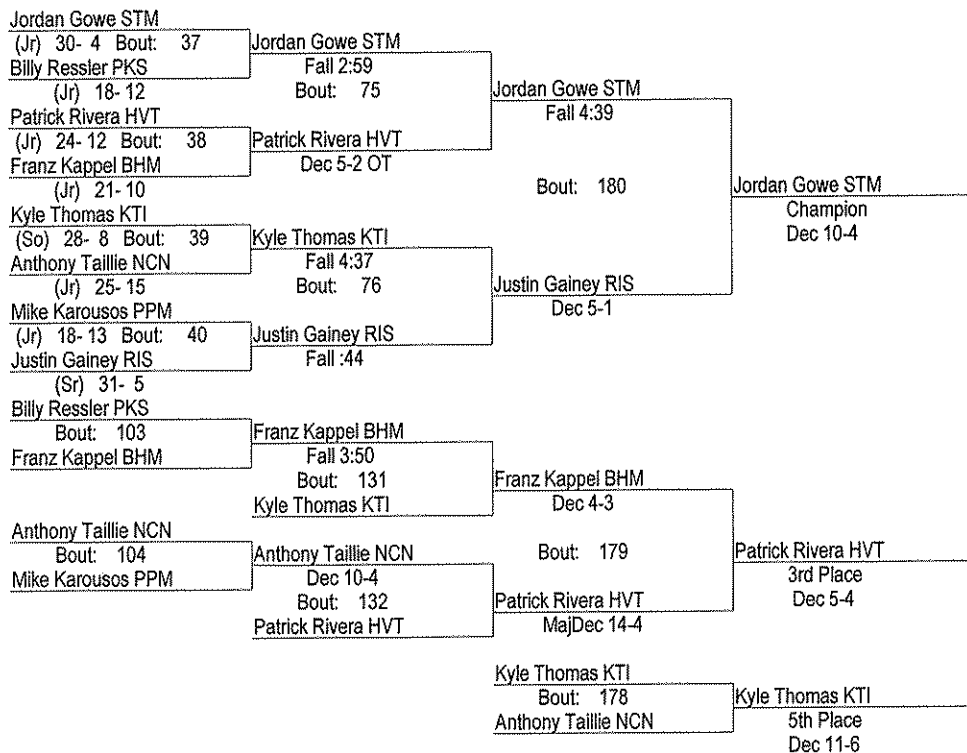 Jordan Gowe STM
(Jr) 30- 4 Bout: 37
Billy Ressler PKS
(Jr) 18- 12
Patrick Rivera HVT
(Jr) 24- 12 Bout: 38
Franz Kappel BHM
(Jr) 21- 10
Kyle Thomas KTI
(So) 28- 8 Bout: 39
Anthony Taillie NCN
(Jr) 25- 15
Mike Karousos PPM
(Jr) 18- 13 Bout: 40
Justin Gainey RIS
(Sr) 31- 5
Jordan Gowe STM
Fall 2:59
Bout: 75
Patrick Rivera HVT
Dec 5-2 OT
Kyle Thomas KTI
Fall 4:37
Bout: 76
Justin Gainey RIS
Fall :44
Jordan Gowe STM
Fall 4:39
Bout: 180
Justin Gainey RIS
Dec 5-1
Jordan Gowe STM
Champion
Dec 10-4
Billy Ressler PKS
Bout: 103
Franz Kappel BHM
Anthony Taillie NCN
Bout: 104
Mike Karousos PPM
Franz Kappel BHM
Fall 3:50
Bout: 131
Kyle Thomas KTI
Anthony Taillie NCN
Dec 10-4
Bout: 132
Patrick Rivera HVT
Franz Kappel BHM
Dec 4-3
Bout: 179
Patrick Rivera HVT
MajDec 14-4
Patrick Rivera HVT
3rd Place
Dec 5-4
Kyle Thomas KTI
Bout: 178
Anthony Taillie NCN
Kyle Thomas KTI
5th Place
Dec 11-6